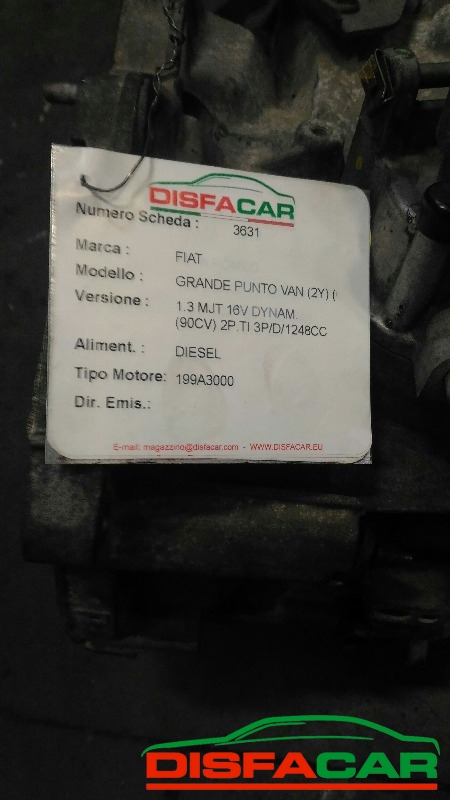 DISFACAR
Numero Scheda : 3631
Marca : FIAT
Modello : GRANDE PUNTO VAN (2Y) (
Versione : 1.3 MJT 16V DYNAM.
(90CV) 2P.TI 3P/D/1248CC
Aliment. : DIESEL
Tipo Motore: 199A3000
Dir. Emis.:
E-mail: magazzino@disfacar.com - WWW.DISFACAR.EU
DISFACAR